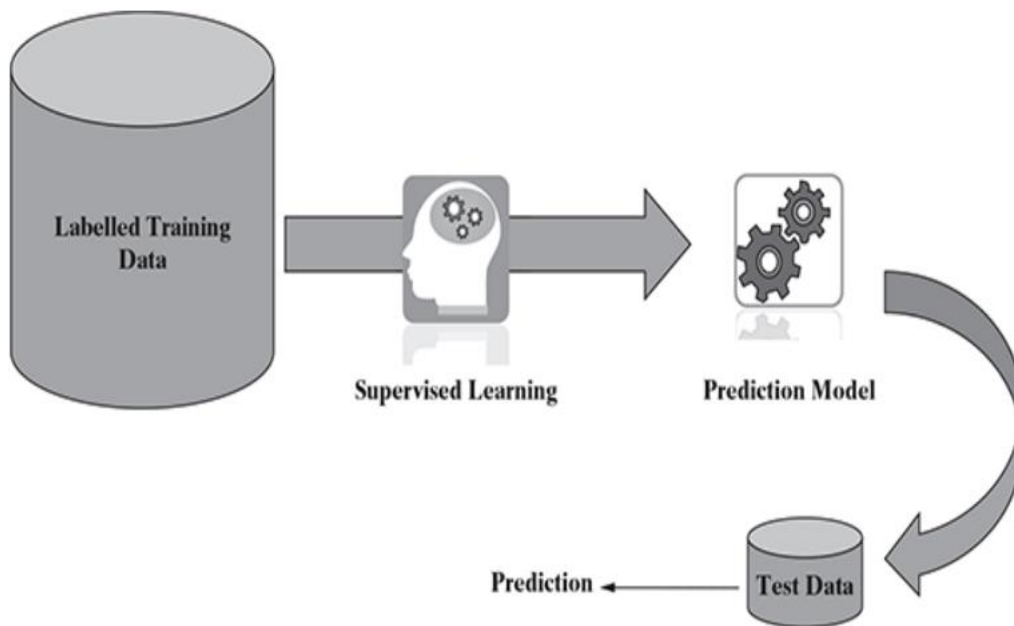 Labelled Training
Data
Supervised Learning
Prediction Model
Test Data
Prediction